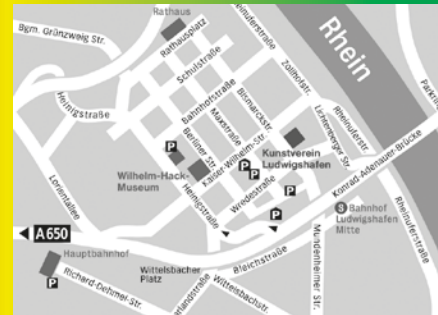 Rathaus
Bgm. Grünzweig Str.
Rathausplatz
Rheinuferstraße
Rhein
Schulstraße
Zollhofstr.
Heinigstraße
Bahnhofstraße
Bismarckstr.
Maxstraße
Lichtenberger Str.
Rheinuferstr.
Berliner Str.
Kaiser-Wilhelm-Str.
P
Kunstverein
Ludwigshafen
Konrad-Adenauer-Brücke
Wilhelm-Hack-
Museum
P
P
P
Lorientallee
Heinigstraße
Wredestraße
P
S Bahnhof
Ludwigshafen
Mitte
Rheinuferstraße
A 650
Hauptbahnhof
Mundenheimer Str.
Bleichstraße
Wittelsbacher
Platz
P
Richard-Dehmel-Str.
Wittelsbachstr.